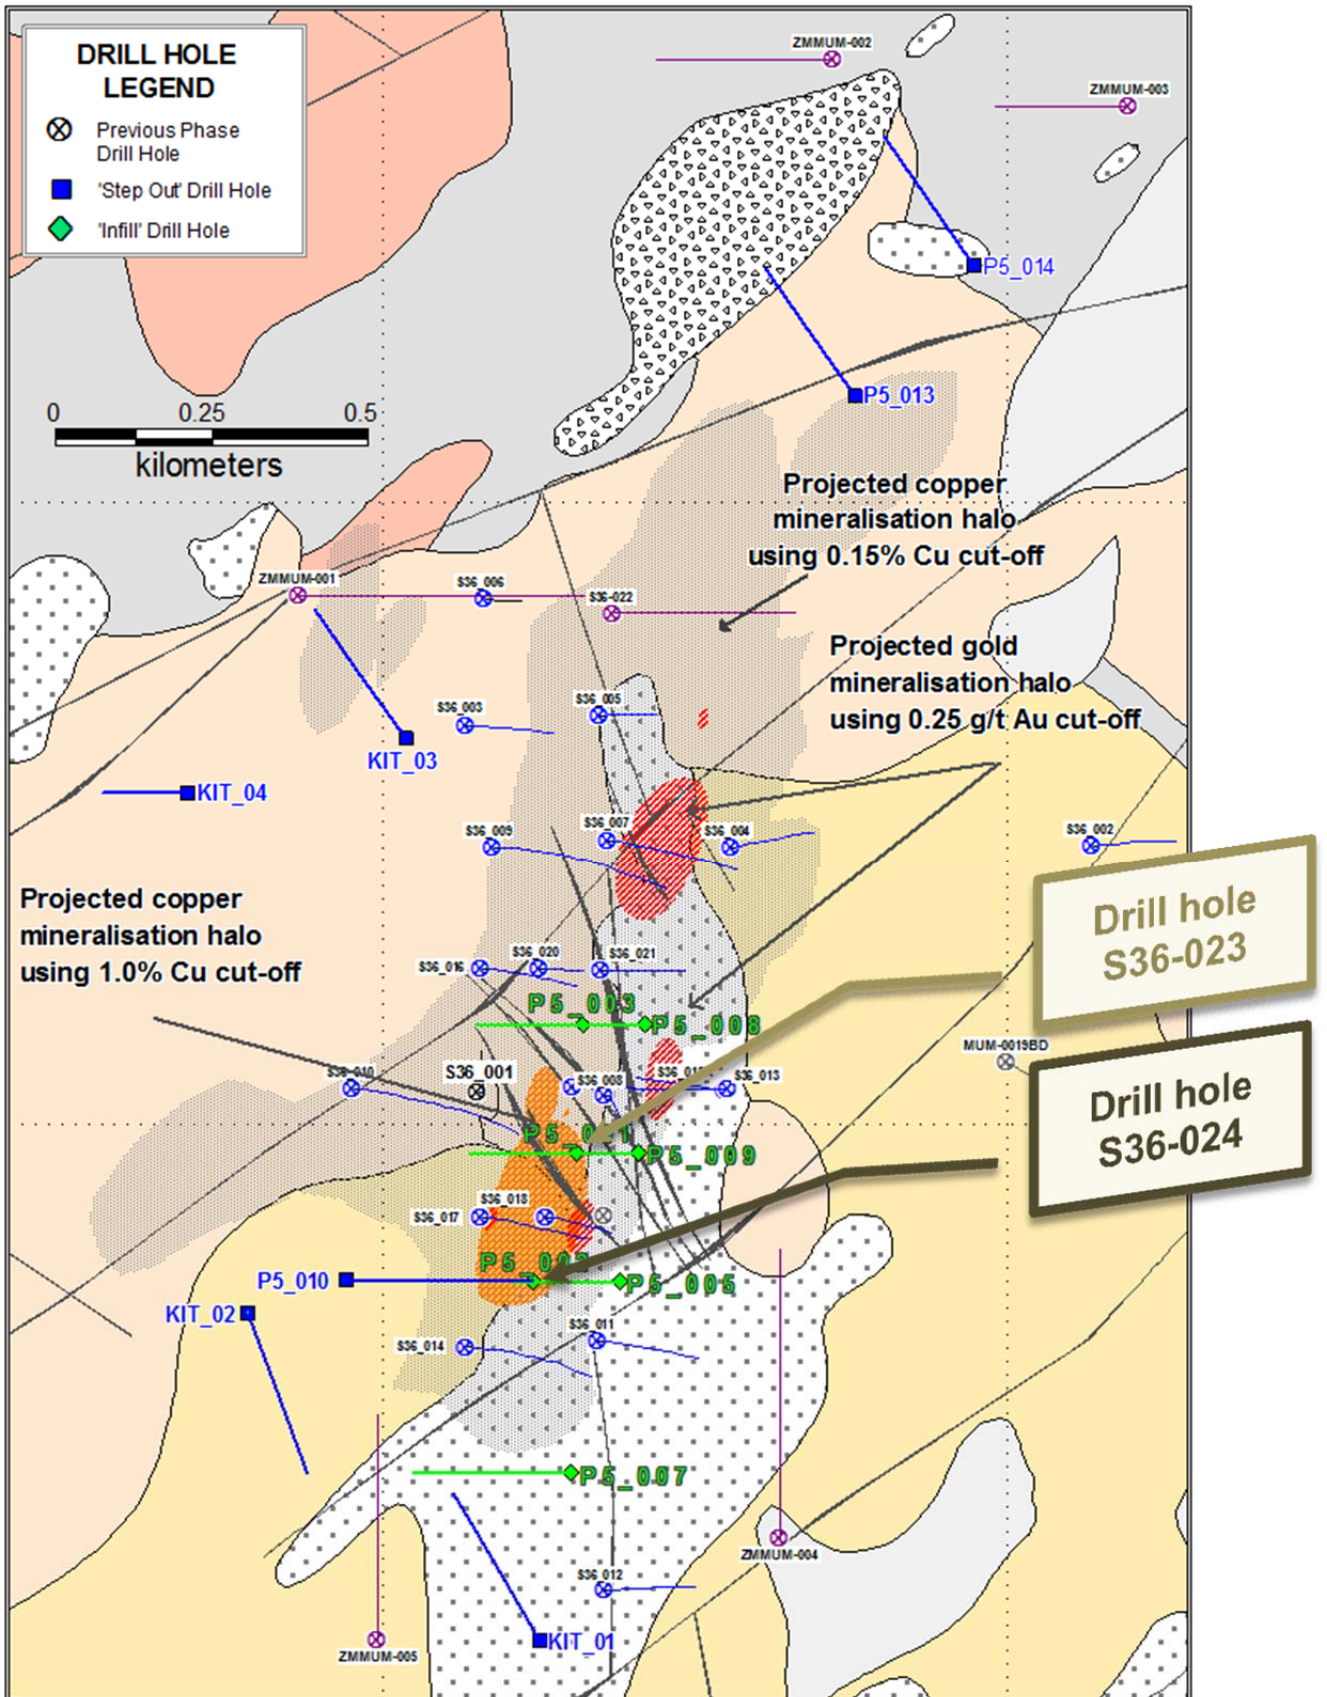 DRILL HOLE
LEGEND
Previous Phase
Drill Hole
'Step Out' Drill Hole
'Infill' Drill Hole
ZMMUM-002
ZMMUM-003
P5_014
P5_013
0 0.25 0.5
kilometers
Projected copper
mineralisation halo
using 0.15% Cu cut-off
ZMMUM-001
S36_006
S36-022
Projected gold
mineralisation halo
using 0.25 g/t Au cut-off
S36_003
S36_005
KIT_03
KIT_04
S36_009
S36_007
S36_004
S36_002
Projected copper
mineralisation halo
using 1.0% Cu cut-off
Drill hole
S36-023
S36_016
S36_020
S36_021
P5_003
P5_008
MUM-0019BD
S36_010
S36_001
S36_008
S36_013
Drill hole
S36-024
P5_009
S36_018
S36_017
P5_010
P5_005
KIT_02
S36_014
S36_011
P5_007
ZMMUM-004
S36_012
KIT_01
ZMMUM-005